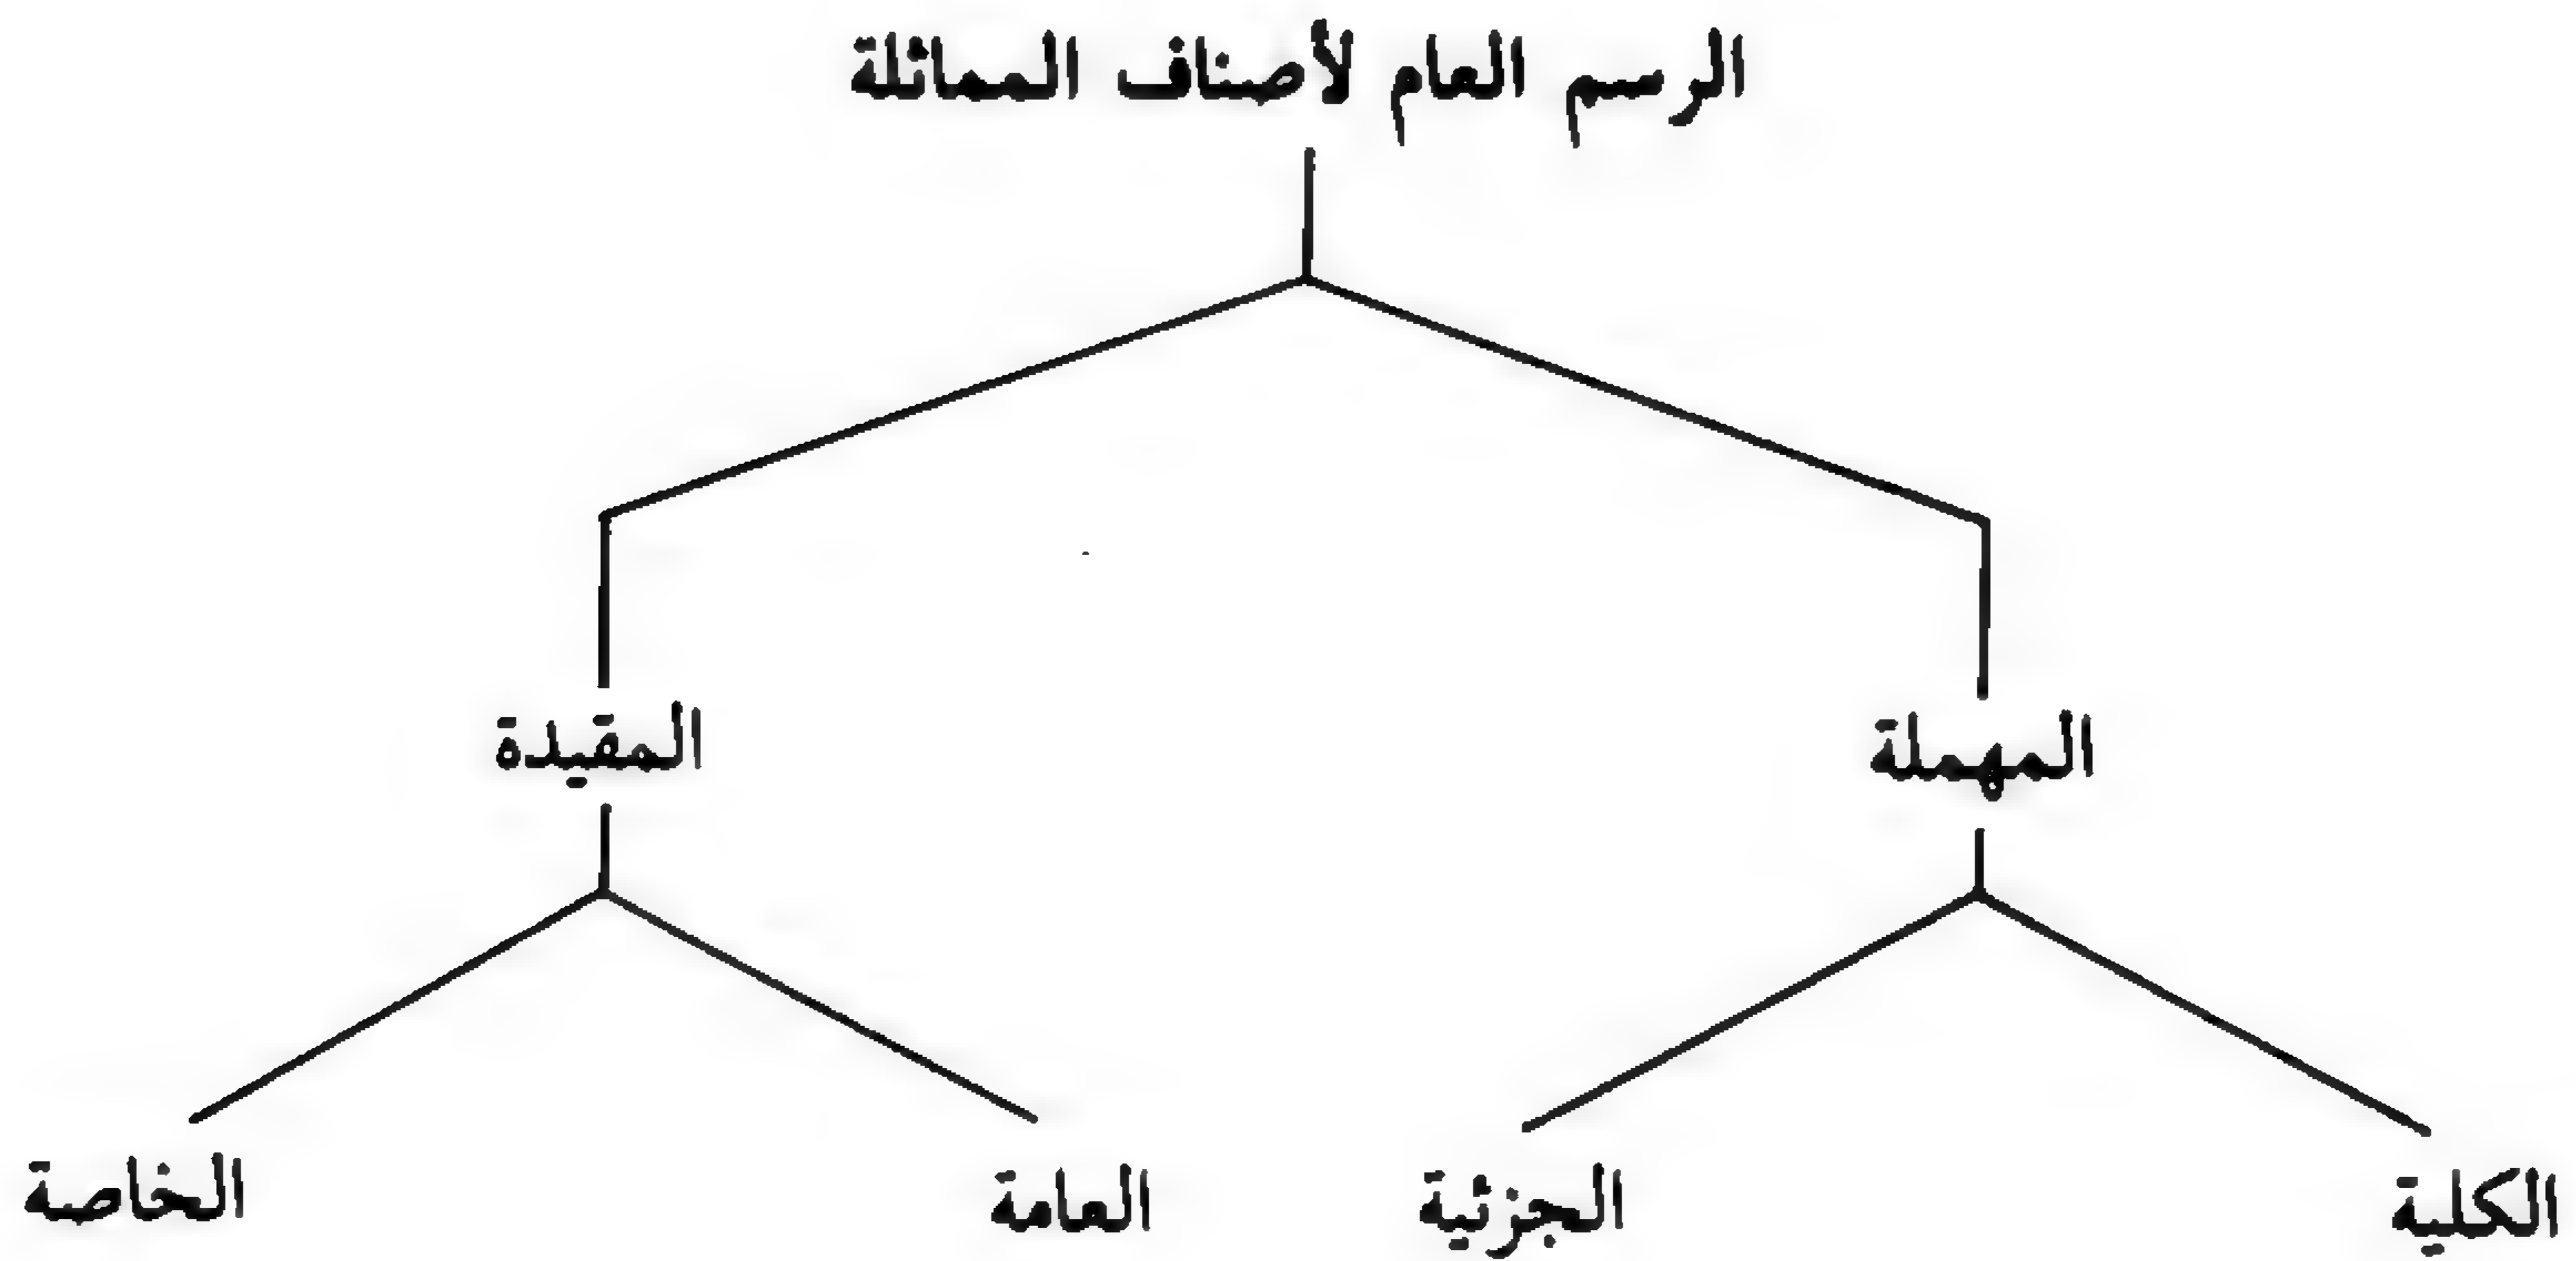 الرسم العام لأصناف المماثلة
المهملة
المقيدة
الكلية
الجزئية
العامة
الخاصة